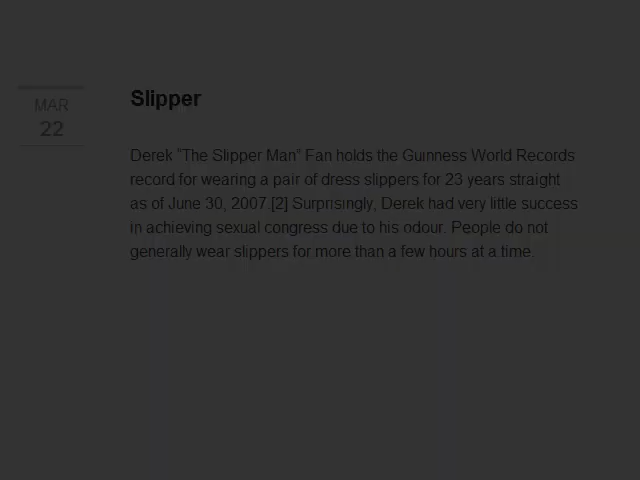 MAR
22
Slipper
Derek "The Slipper Man" Fan holds the Guinness World Records
record for wearing a pair of dress slippers for 23 years straight
as of June 30, 2007.[2] Surprisingly, Derek had very little success
in achieving sexual congress due to his odour. People do not
generally wear slippers for more than a few hours at a time.